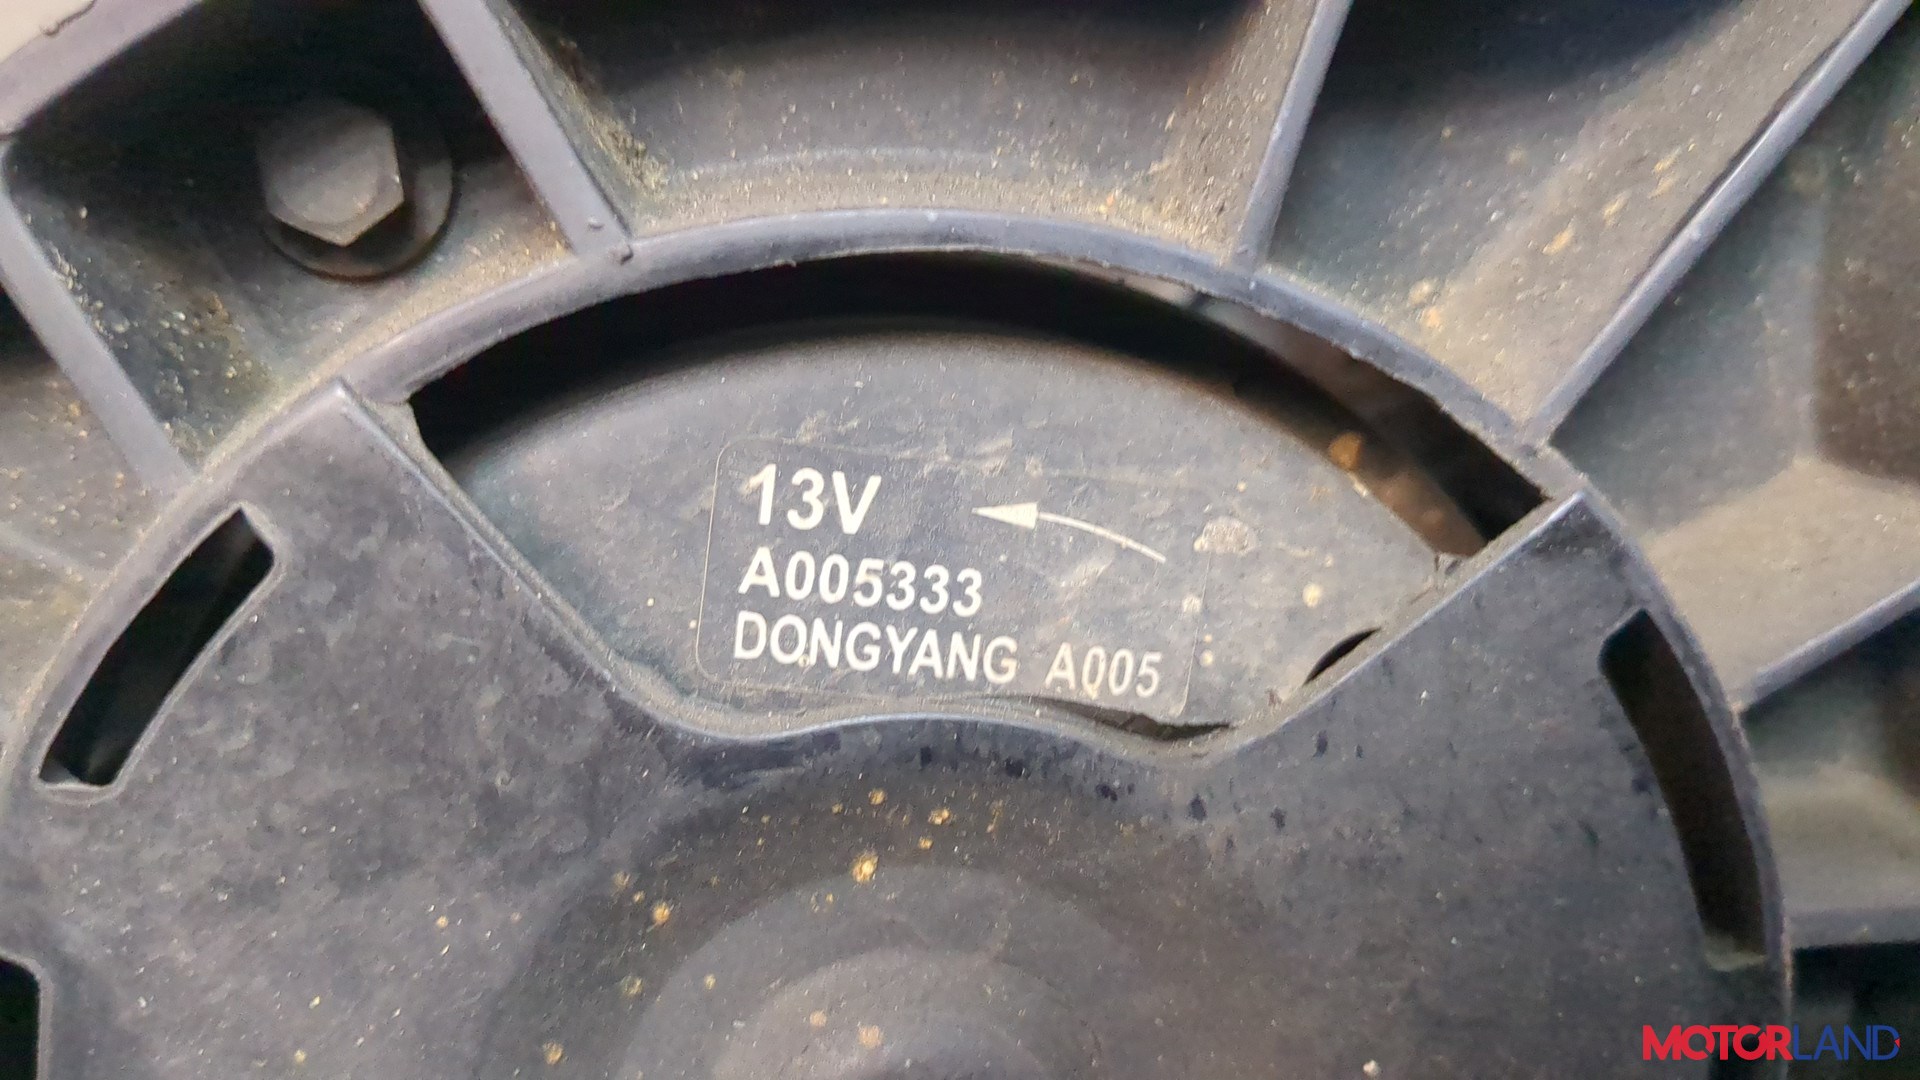 13V
A005333
DONGYANG A005
MOTORLAND